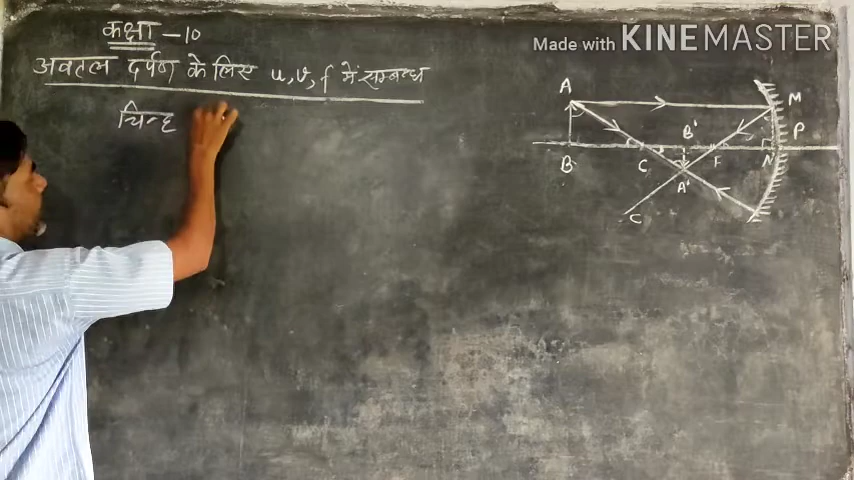 कक्षा - 10
Made with KINEMASTER
अवतल दर्पण के लिए u, v, f में सम्बन्ध
चिन्ह
A
M
B'
P
B
C
F
N
A'
C